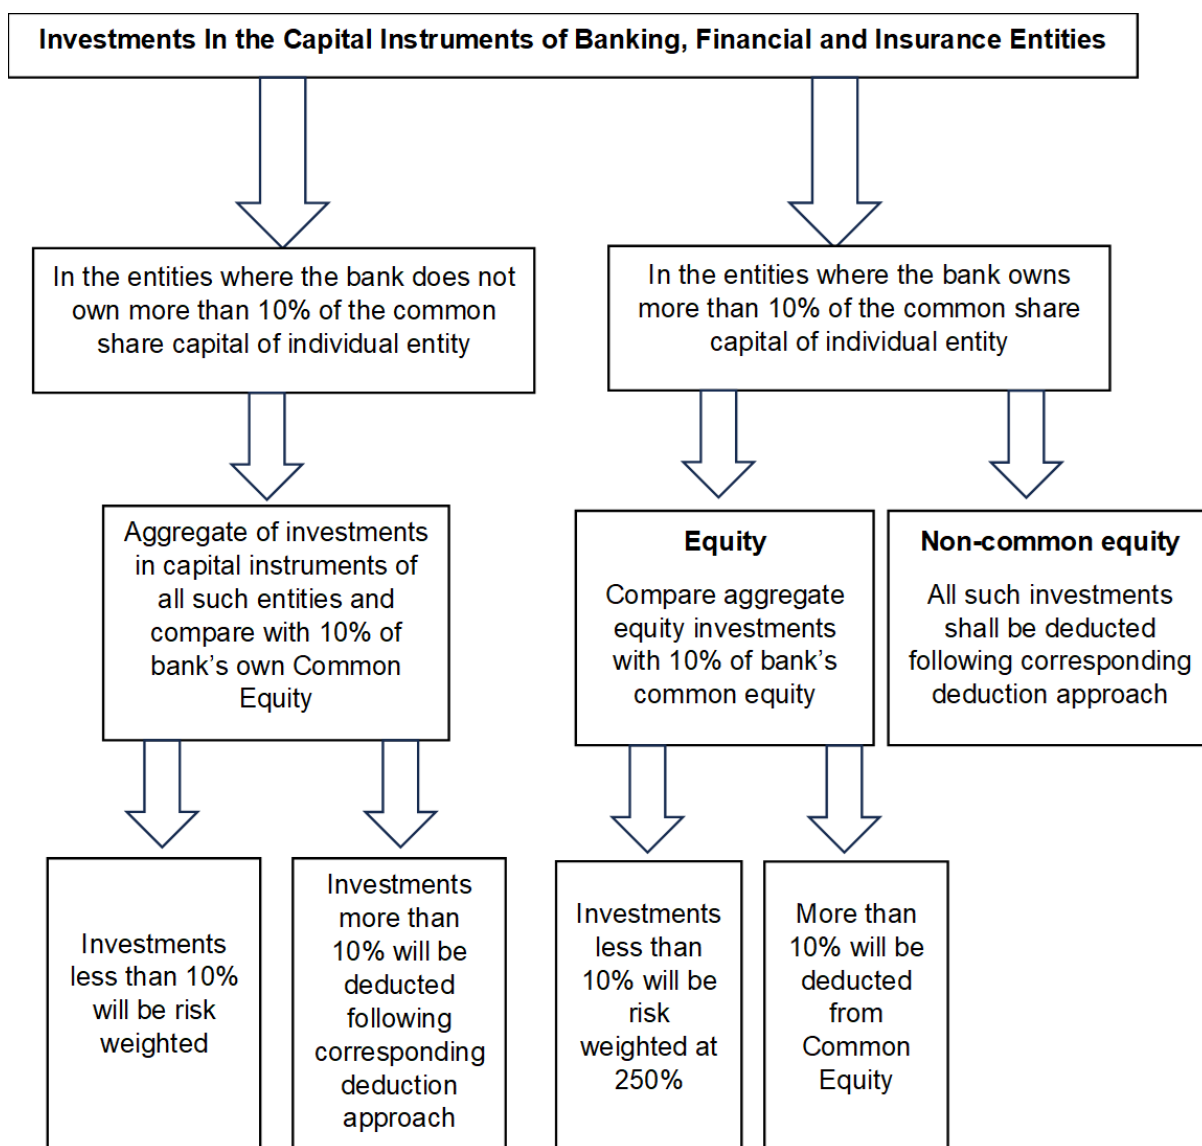 Investments In the Capital Instruments of Banking, Financial and Insurance Entities
In the entities where the bank does not
own more than 10% of the common
share capital of individual entity
In the entities where the bank owns
more than 10% of the common share
capital of individual entity
Aggregate of investments
in capital instruments of
all such entities and
compare with 10% of
bank’s own Common
Equity
Equity
Compare aggregate
equity investments
with 10% of bank’s
common equity
Non-common equity
All such investments
shall be deducted
following corresponding
deduction approach
Investments
less than 10%
will be risk
weighted
Investments
more than
10% will be
deducted
following
corresponding
deduction
approach
Investments
less than
10% will be
risk
weighted at
250%
More than
10% will be
deducted
from
Common
Equity